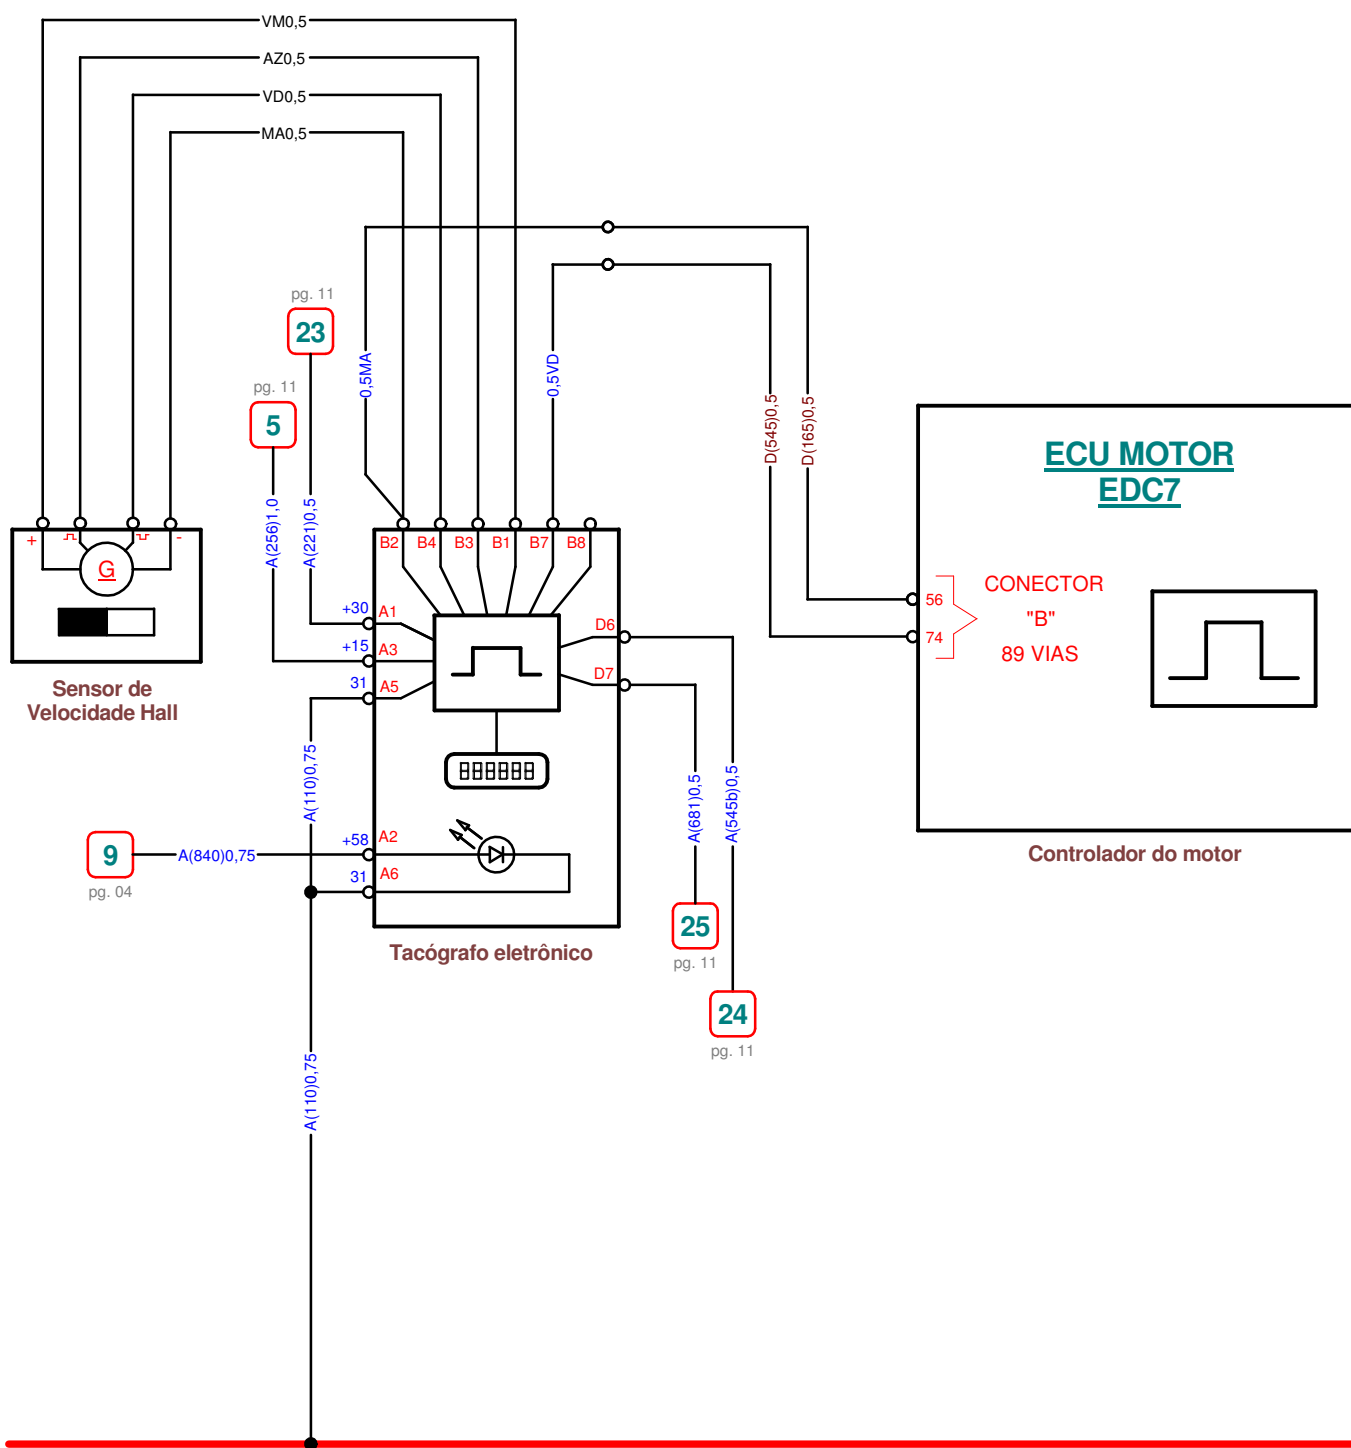 VM0,5
AZ0,5
VD0,5
MA0,5
pg. 11
23
pg. 11
5
0,5MA
0,5VD
D(545)0,5
D(165)0,5
A(256)1,0
A(221)0,5
ECU MOTOR
EDC7
+
-
G
Sensor de
Velocidade Hall
B2
B4
B3
B1
B7
B8
+30
A1
+15
A3
31
A5
D6
D7
56
74
CONECTOR
"B"
89 VIAS
A(110)0,75
A(681)0,5
A(545b)0,5
9
pg. 04
A(840)0,75
+58
A2
31
A6
Controlador do motor
Tacógrafo eletrônico
25
pg. 11
24
pg. 11
A(110)0,75